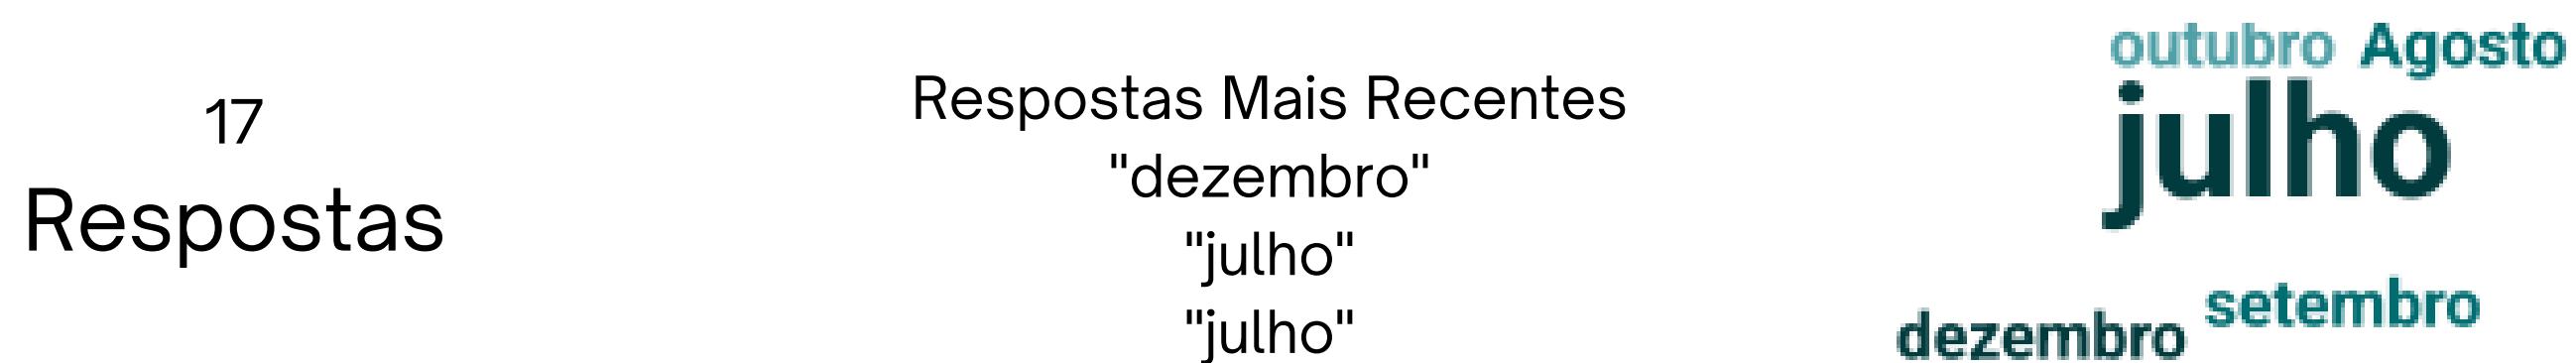 17
Respostas
Respostas Mais Recentes
"dezembro"
"julho"
"julho"
outubro Agosto
julho
setembro
dezembro